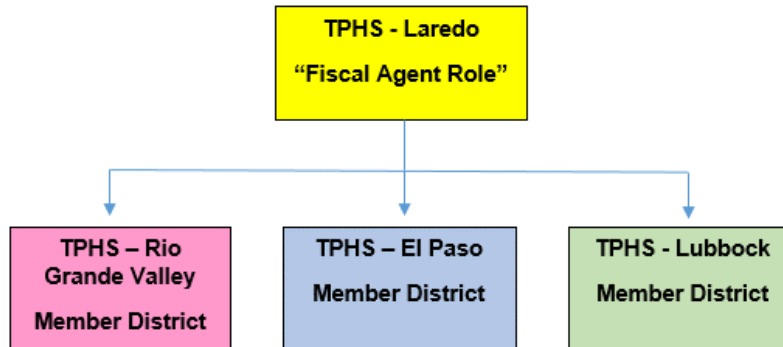 TPHS - Laredo
“Fiscal Agent Role”
TPHS – Rio
Grande Valley
Member District
TPHS – El Paso
Member District
TPHS - Lubbock
Member District